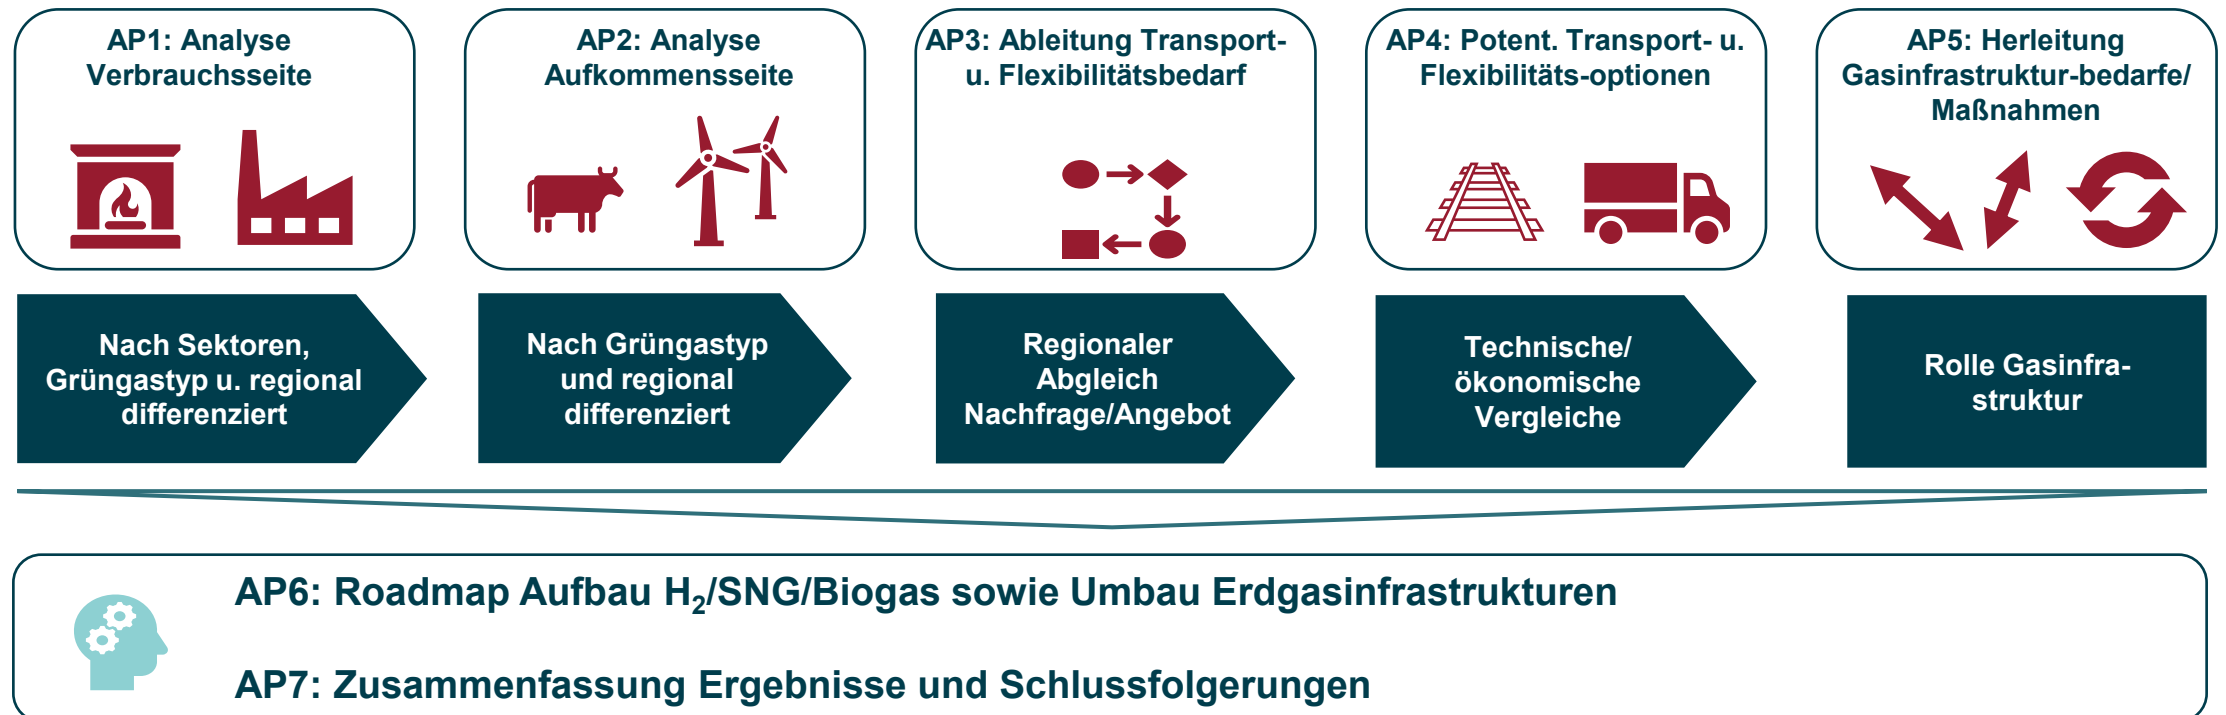 AP1: Analyse
Verbrauchsseite
AP2: Analyse
Aufkommensseite
AP3: Ableitung Transport-
u. Flexibilitätsbedarf
AP4: Potent. Transport- u.
Flexibilitäts-optionen
AP5: Herleitung
Gasinfrastruktur-bedarfe/
Maßnahmen
Nach Sektoren,
Grüngastyp u. regional
differenziert
Nach Grüngastyp
und regional
differenziert
Regionaler
Abgleich
Nachfrage/Angebot
Technische/
ökonomische
Vergleiche
Rolle Gasinfra-
struktur
AP6: Roadmap Aufbau H₂/SNG/Biogas sowie Umbau Erdgasinfrastrukturen
AP7: Zusammenfassung Ergebnisse und Schlussfolgerungen